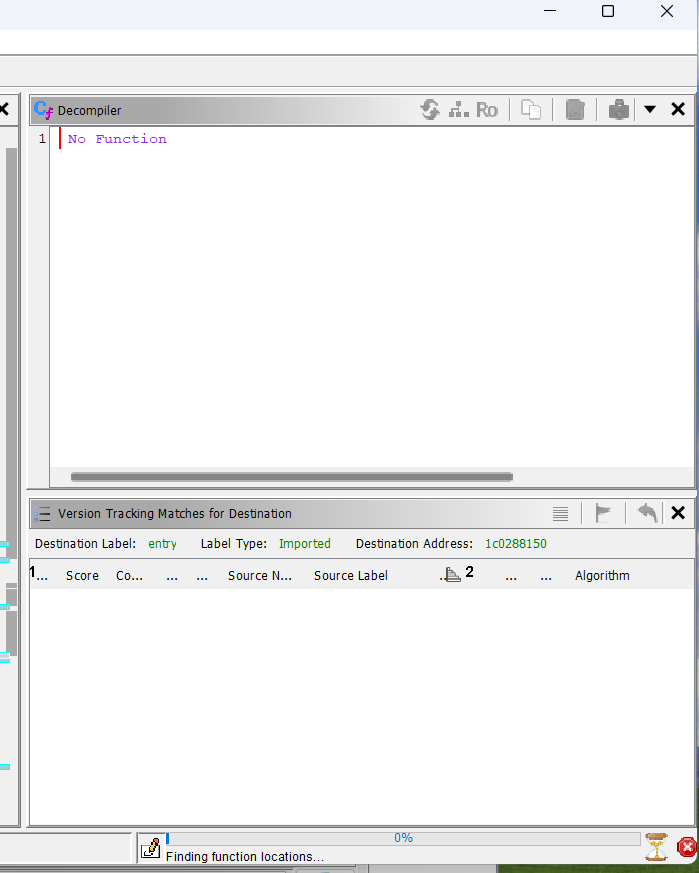 Decompiler Ro
1 No Function
Version Tracking Matches for Destination
Destination Label: entry Label Type: Imported Destination Address: 1c0288150
1... Score Co... ... ... Source N... Source Label .. 2 ... ... Algorithm
0%
Finding function locations...